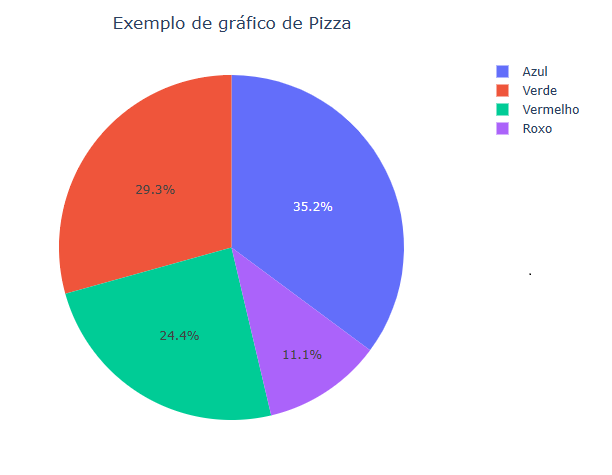 Exemplo de gráfico de Pizza
Azul
Verde
Vermelho
Roxo
29.3%
35.2%
24.4%
11.1%
.